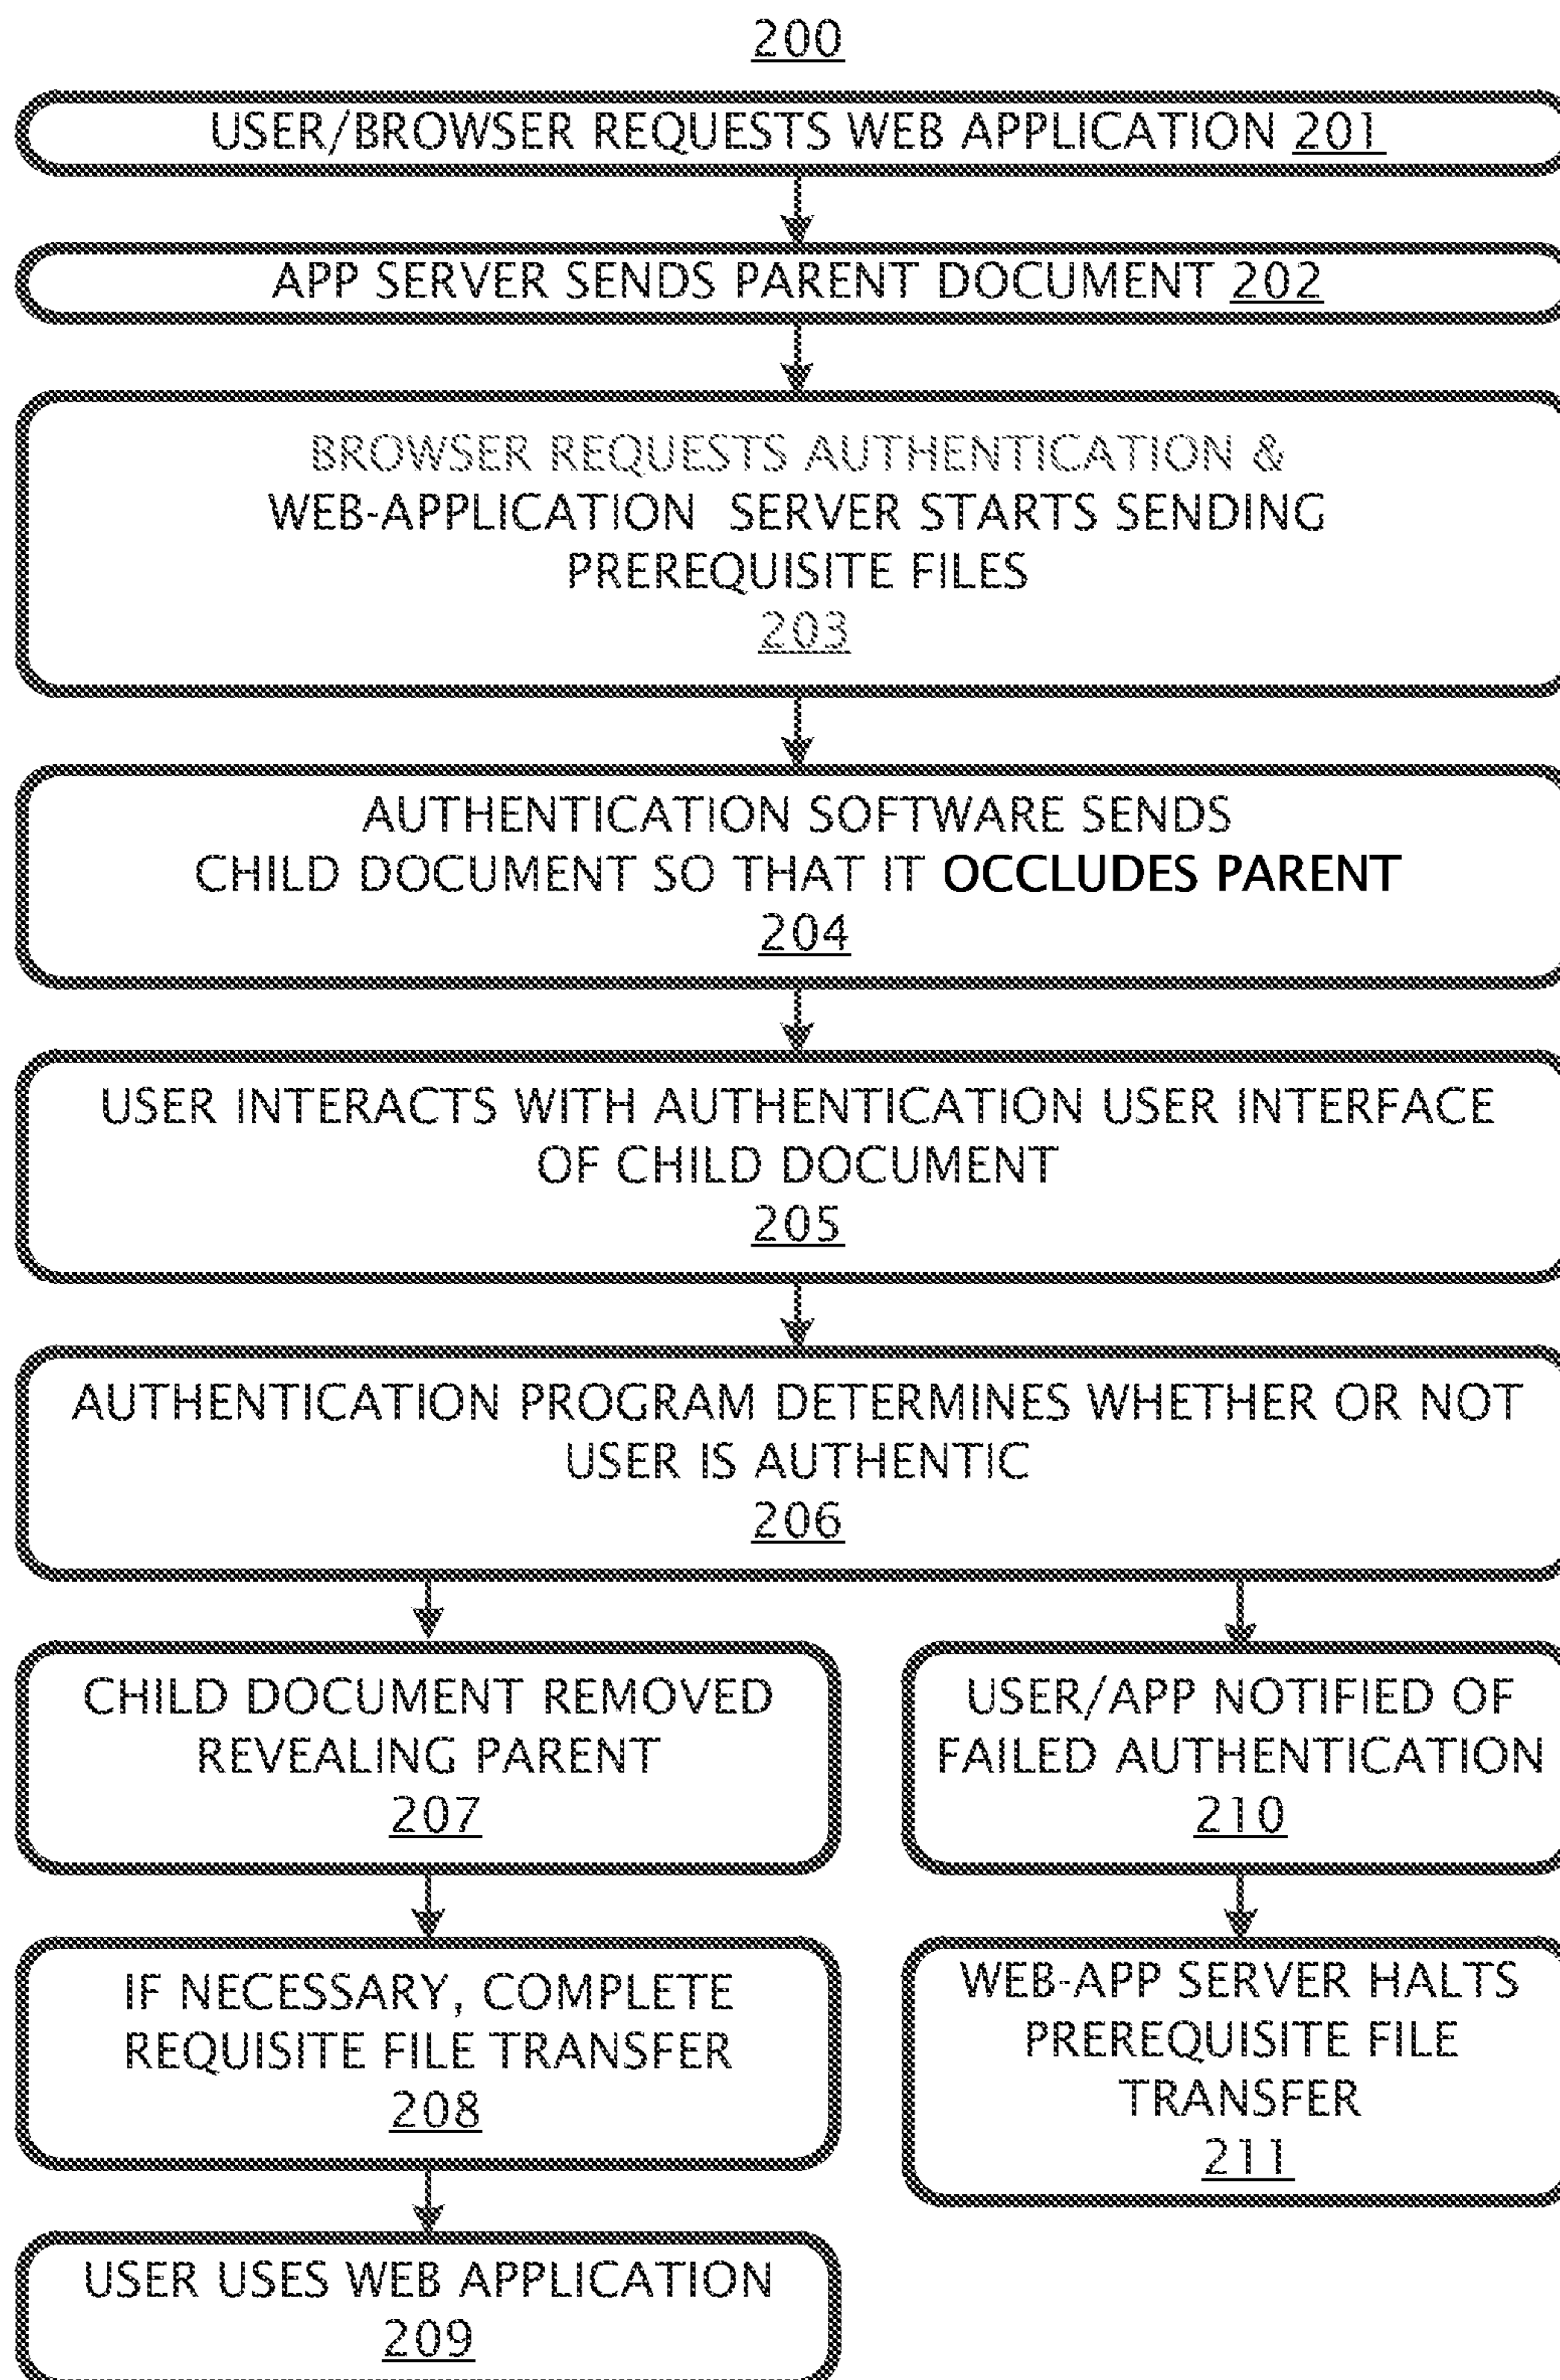 200
USER/BROWSER REQUESTS WEB APPLICATION 201
APP SERVER SENDS PARENT DOCUMENT 202
BROWSER REQUESTS AUTHENTICATION &
WEB-APPLICATION SERVER STARTS SENDING
PREREQUISITE FILES
203
AUTHENTICATION SOFTWARE SENDS
CHILD DOCUMENT SO THAT IT OCCLUDES PARENT
204
USER INTERACTS WITH AUTHENTICATION USER INTERFACE
OF CHILD DOCUMENT
205
AUTHENTICATION PROGRAM DETERMINES WHETHER OR NOT
USER IS AUTHENTIC
206
CHILD DOCUMENT REMOVED
REVEALING PARENT
207
IF NECESSARY, COMPLETE
REQUISITE FILE TRANSFER
208
USER USES WEB APPLICATION
209
USER/APP NOTIFIED OF
FAILED AUTHENTICATION
210
WEB-APP SERVER HALTS
PREREQUISITE FILE
TRANSFER
211